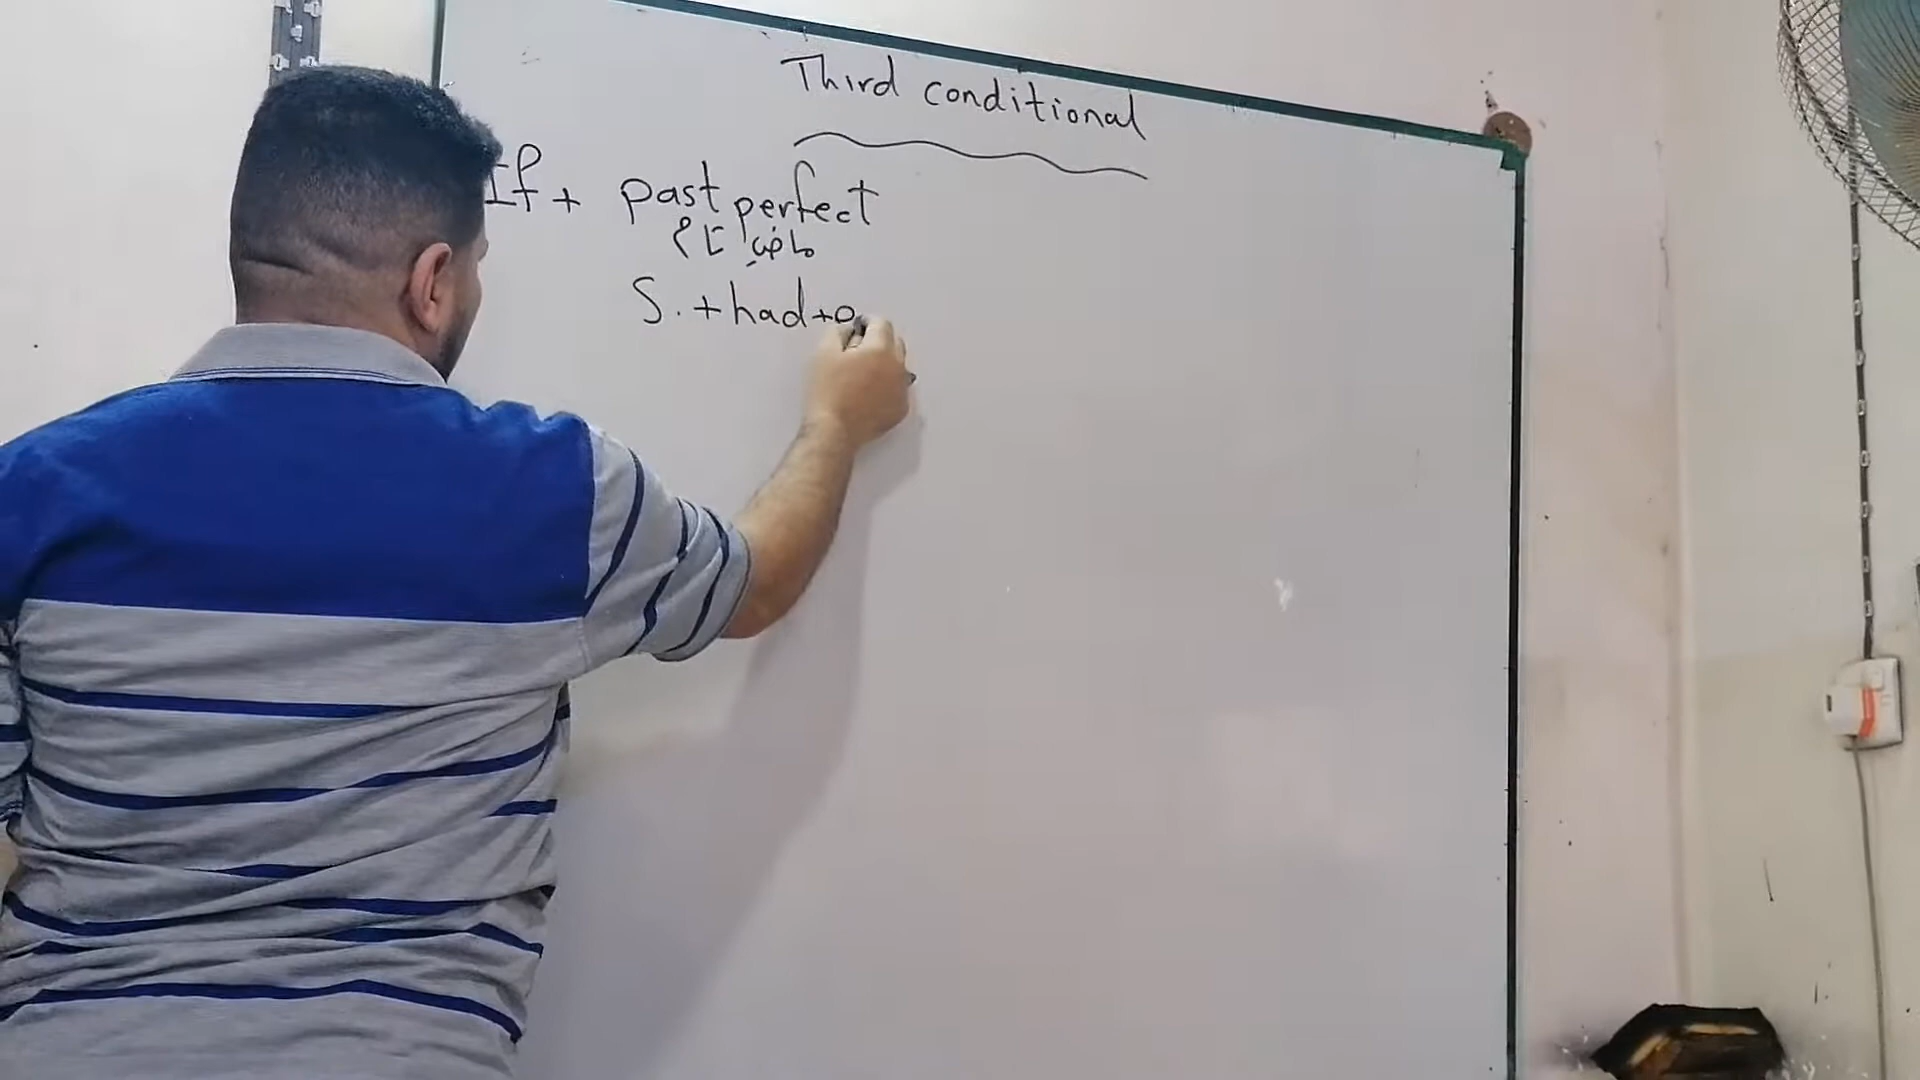 Third conditional
If + past perfect
ماضي تام
S. + had + p